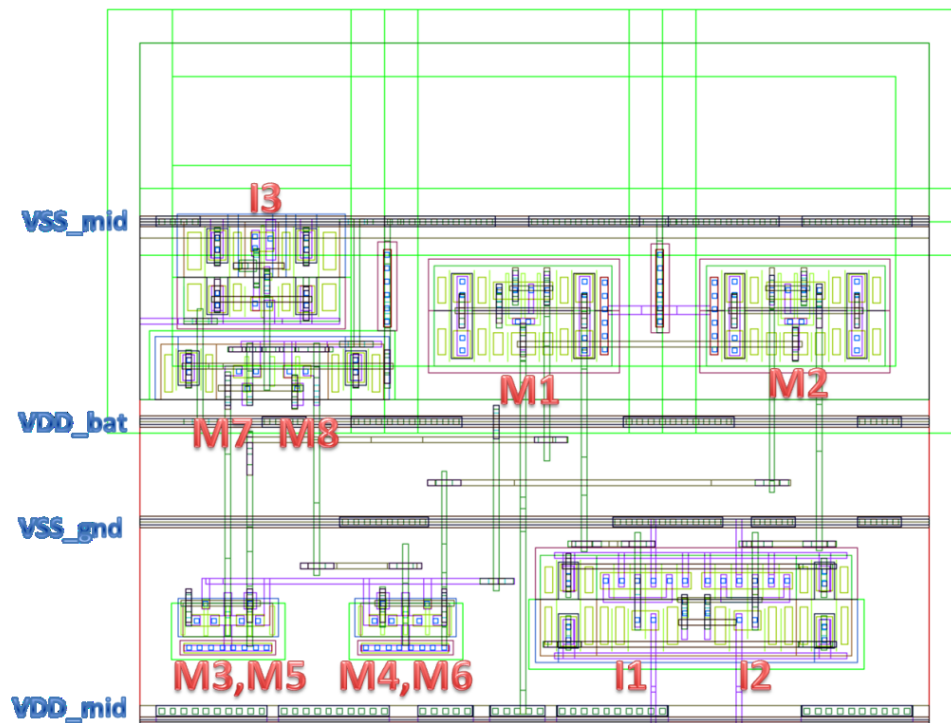 I3
VSS_mid
M1
M2
VDD_bat
M7 M8
VSS_gnd
M3,M5 M4,M6 I1 I2
VDD_mid